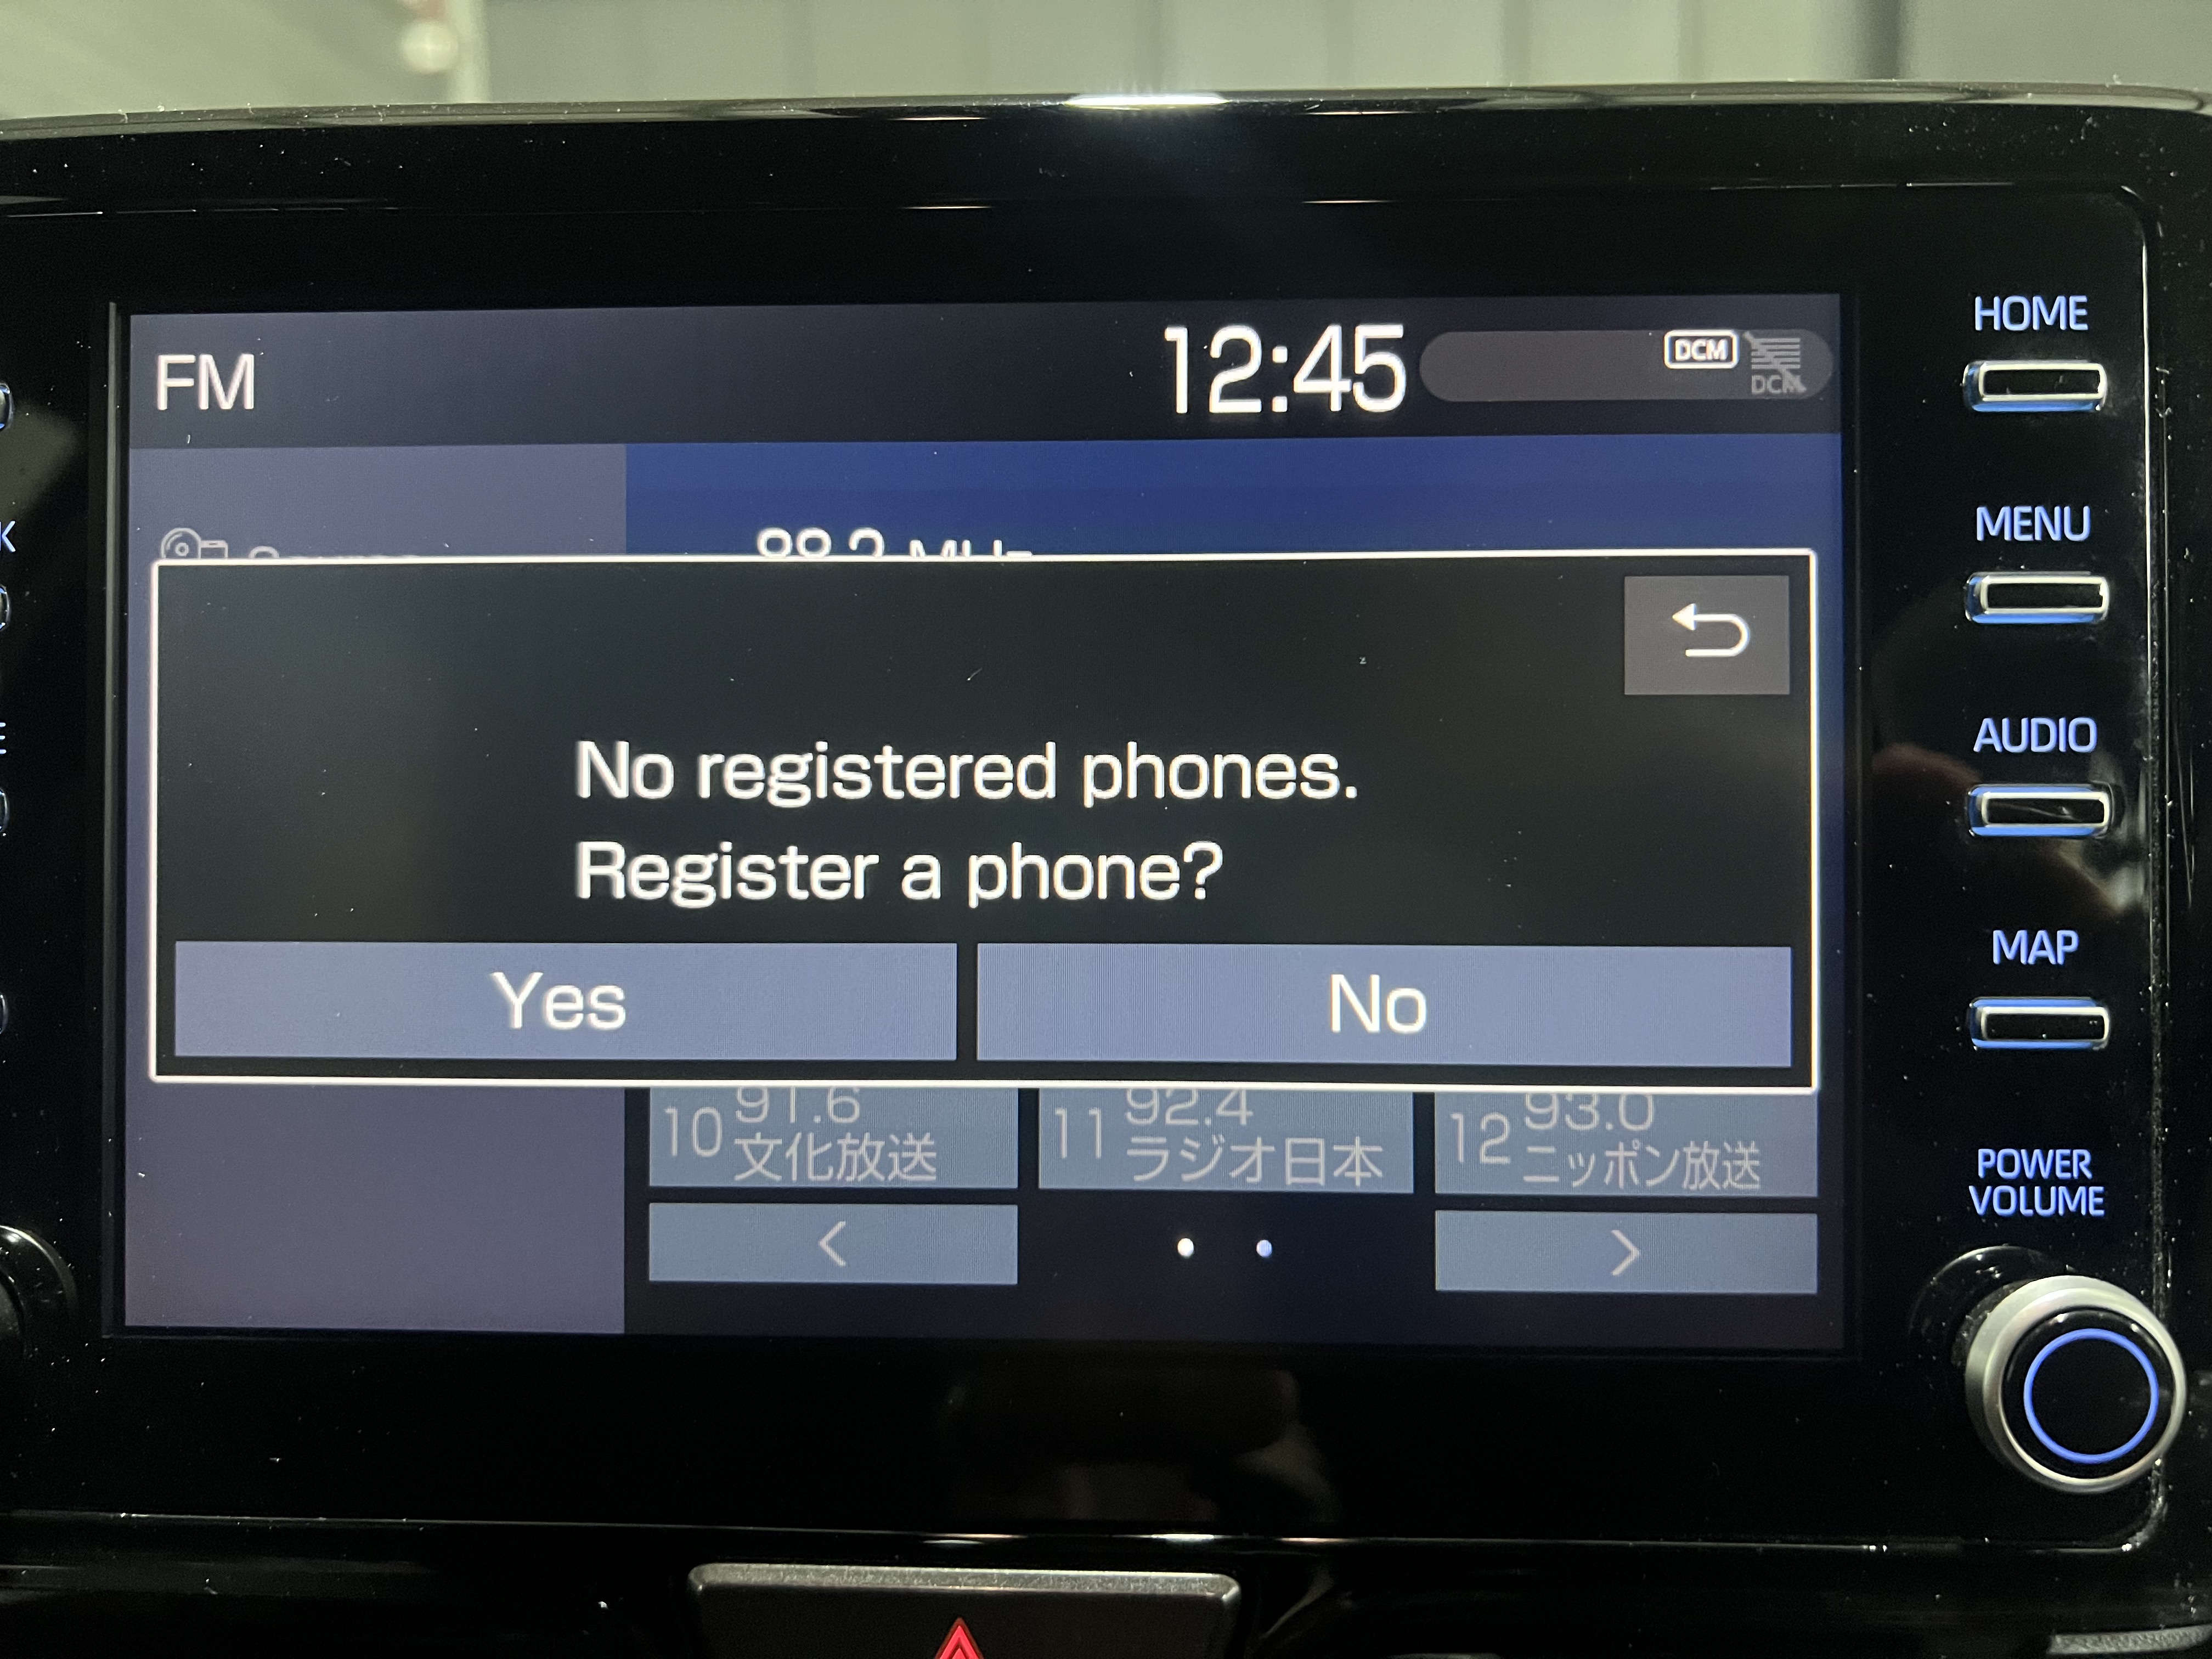 FM
12:45
DCM
DCM
No registered phones.
Register a phone?
Yes
No
10 91.6
文化放送
11 92.4
ラジオ日本
12 93.0
ニッポン放送
HOME
MENU
AUDIO
MAP
POWER
VOLUME